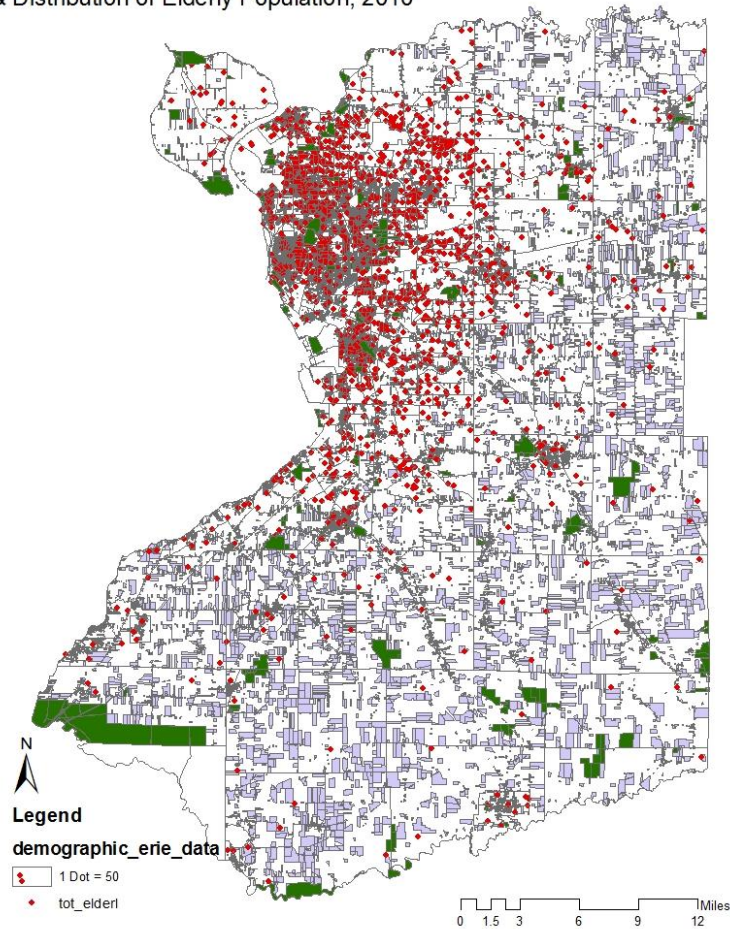 & Distribution of Elderly Population, 2010
N
Legend
demographic_erie_data
1 Dot = 50
tot_elderl
Miles
0 1.5 3 6 9 12